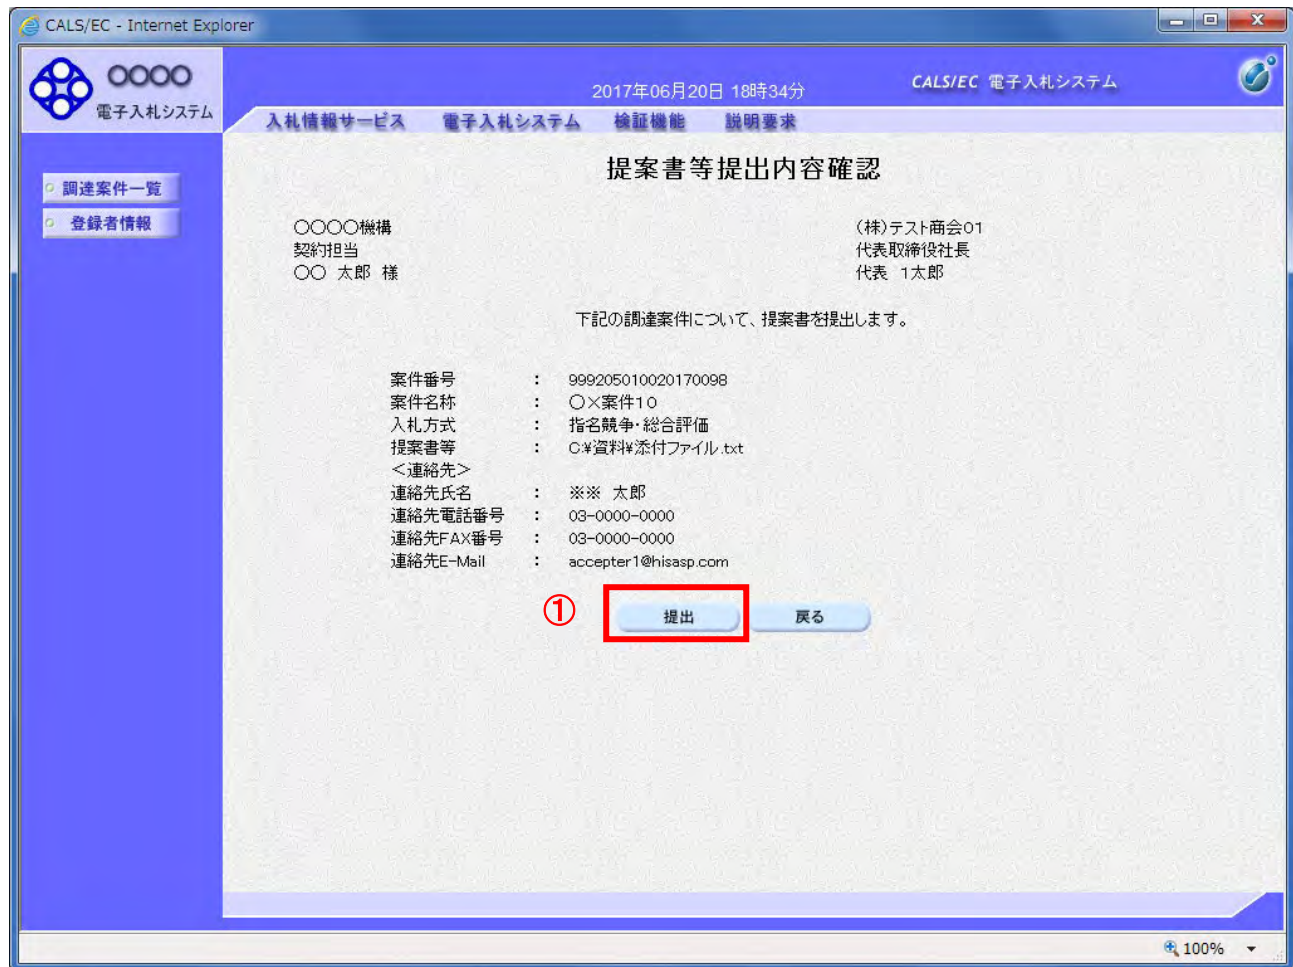 CALS/EC - Internet Explorer
〇〇〇〇
電子入札システム
2017年06月20日 18時34分
CALS/EC 電子入札システム
入札情報サービス 電子入札システム 検証機能 説明要求
調達案件一覧
登録者情報
提案書等提出内容確認
〇〇〇〇機構
契約担当
〇〇 太郎 様
(株)テスト商会01
代表取締役社長
代表 1太郎
下記の調達案件について、提案書を提出します。
案件番号 : 999205010020170098
案件名称 : 〇×案件10
入札方式 : 指名競争・総合評価
提案書等 : C:¥資料¥添付ファイル.txt
<連絡先>
連絡先氏名 : ※※ 太郎
連絡先電話番号 : 03-0000-0000
連絡先FAX番号 : 03-0000-0000
連絡先E-Mail : accepter1@hisasp.com
① 提出 戻る
100%